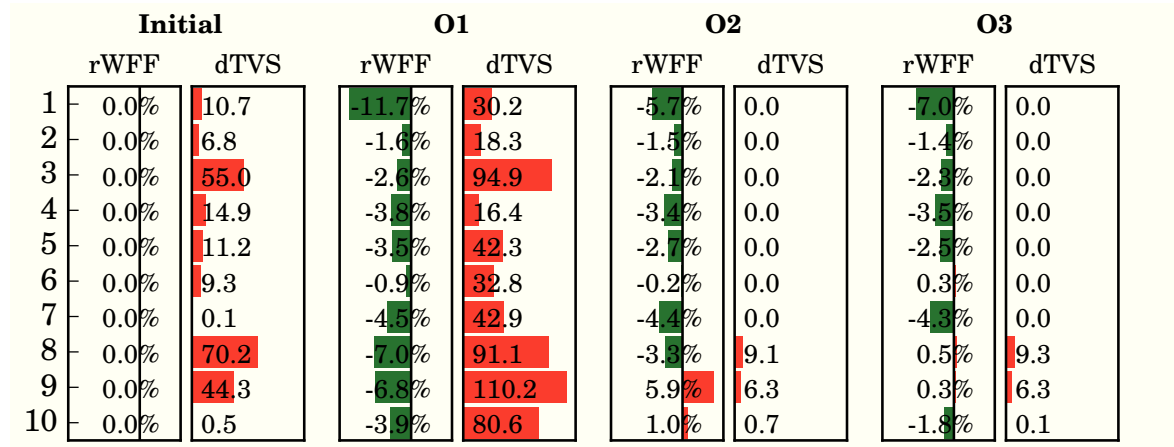 Initial O1 O2 O3
rWFF dTVS rWFF dTVS rWFF dTVS rWFF dTVS
1 0.0% 10.7 -11.7% 30.2 -5.7% 0.0 -7.0% 0.0
2 0.0% 6.8 -1.6% 18.3 -1.5% 0.0 -1.4% 0.0
3 0.0% 55.0 -2.6% 94.9 -2.1% 0.0 -2.3% 0.0
4 0.0% 14.9 -3.8% 16.4 -3.4% 0.0 -3.5% 0.0
5 0.0% 11.2 -3.5% 42.3 -2.7% 0.0 -2.5% 0.0
6 0.0% 9.3 -0.9% 32.8 -0.2% 0.0 0.3% 0.0
7 0.0% 0.1 -4.5% 42.9 -4.4% 0.0 -4.3% 0.0
8 0.0% 70.2 -7.0% 91.1 -3.3% 9.1 0.5% 9.3
9 0.0% 44.3 -6.8% 110.2 5.9% 6.3 0.3% 6.3
10 0.0% 0.5 -3.9% 80.6 1.0% 0.7 -1.8% 0.1